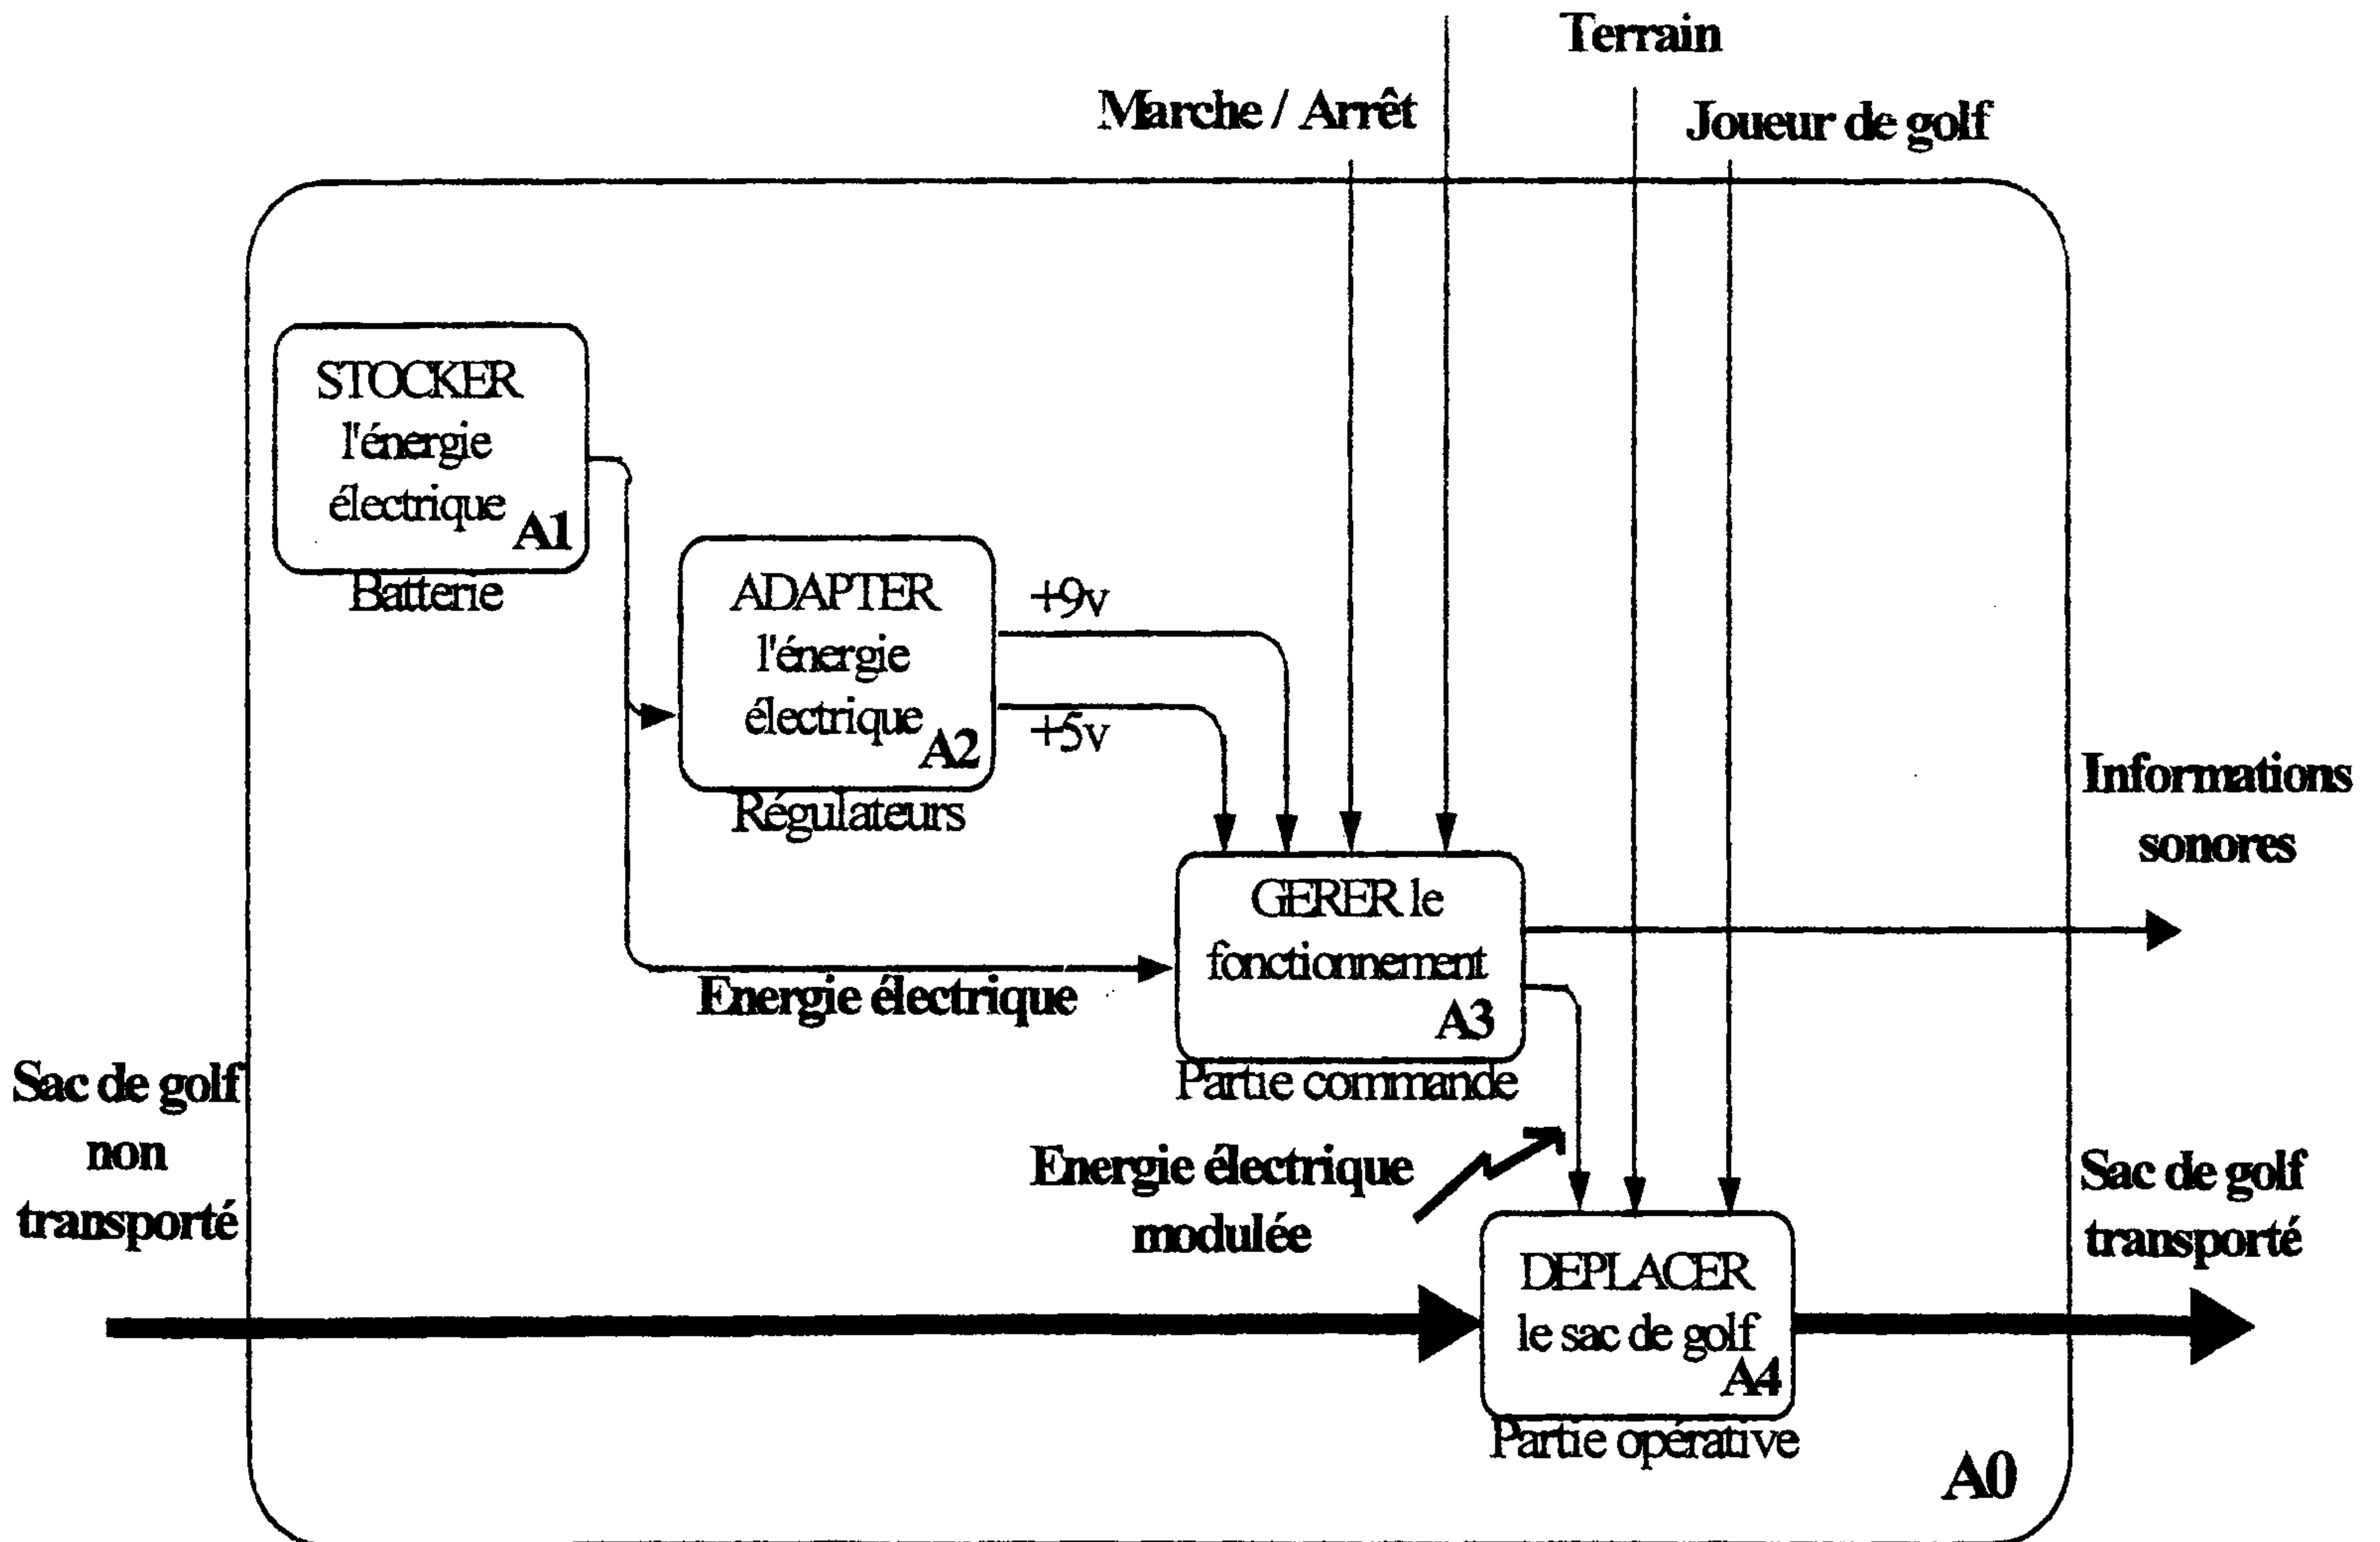 Terrain
Marche / Arrêt
Joueur de golf
STOCKER
l'énergie
électrique
A1
Batterie
ADAPTER
l'énergie
électrique
A2
Régulateurs
+9v
+5v
Informations
sonores
GERER le
fonctionnement
A3
Partie commande
Energie électrique
Sac de golf
non
transporté
Energie électrique
modulée
Sac de golf
transporté
DEPLACER
le sac de golf
A4
Partie opérative
A0